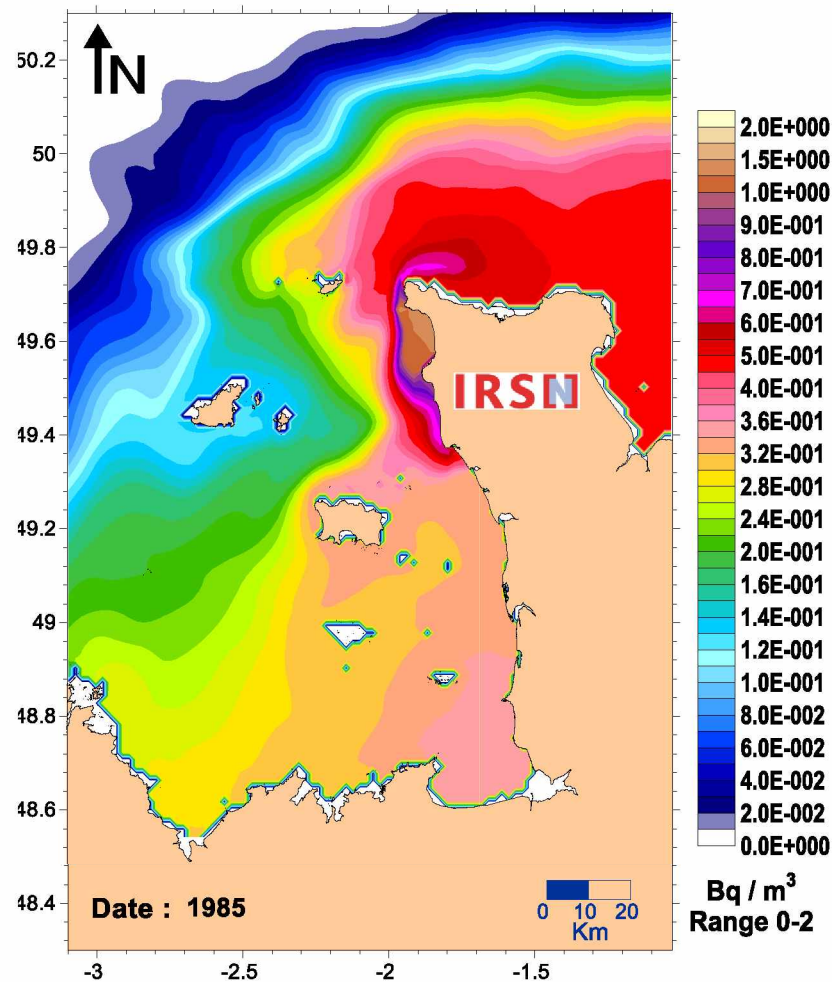 N
50.2
50
49.8
49.6
49.4
49.2
49
48.8
48.6
48.4
-3
-2.5
-2
-1.5
IRSN
Date : 1985
0 10 20
Km
2.0E+000
1.5E+000
1.0E+000
9.0E-001
8.0E-001
7.0E-001
6.0E-001
5.0E-001
4.0E-001
3.6E-001
3.2E-001
2.8E-001
2.4E-001
2.0E-001
1.6E-001
1.2E-001
1.0E-001
8.0E-002
6.0E-002
4.0E-002
2.0E-002
0.0E+000
Bq / m³
Range 0-2